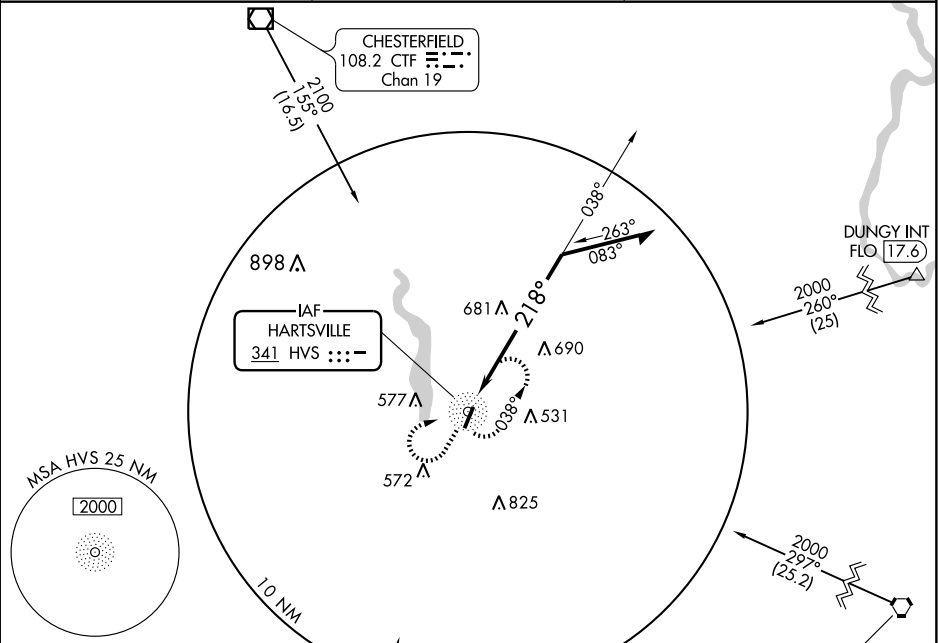 CHESTERFIELD
108.2 CTF
Chan 19
2100
155°
(16.5)
038°
263°
083°
DUNGY INT
FLO 17.6
2000
260°
(25)
898
IAF
HARTSVILLE
341 HVS
681
218°
690
577
038°
531
572
825
MSA HVS 25 NM
2000
10 NM
2000
297°
(25.2)